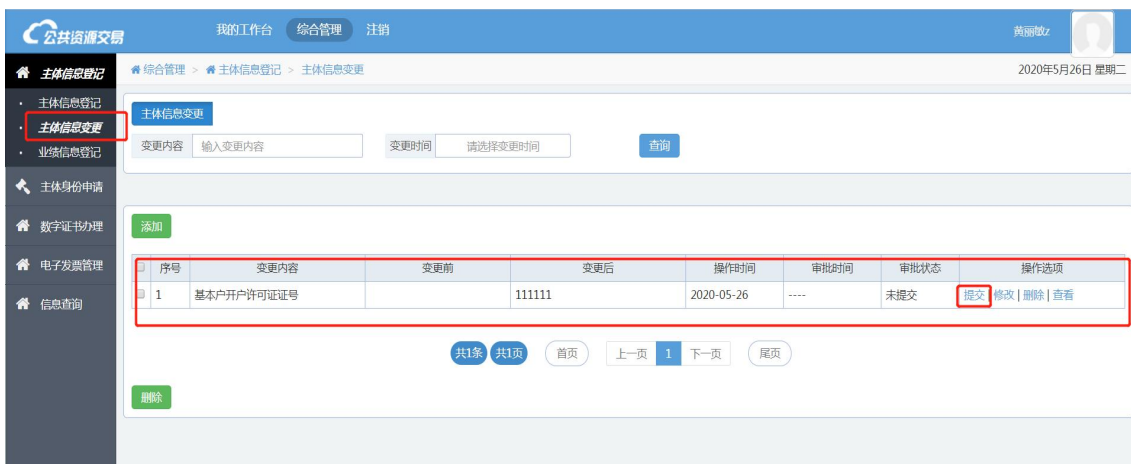 公共资源交易 我的工作台 综合管理 注销 黄丽敏z
主体信息登记 综合管理 > 主体信息登记 > 主体信息变更 2020年5月26日 星期二
· 主体信息登记
· 主体信息变更
· 业绩信息登记
主体身份申请
数字证书办理
电子发票管理
信息查询
主体信息变更
变更内容 输入变更内容 变更时间 请选择变更时间 查询
添加
序号 变更内容 变更前 变更后 操作时间 审批时间 审批状态 操作选项
1 基本户开户许可证证号 111111 2020-05-26 ---- 未提交 提交 | 修改 | 删除 | 查看
共1条 共1页 首页 上一页 1 下一页 尾页
删除